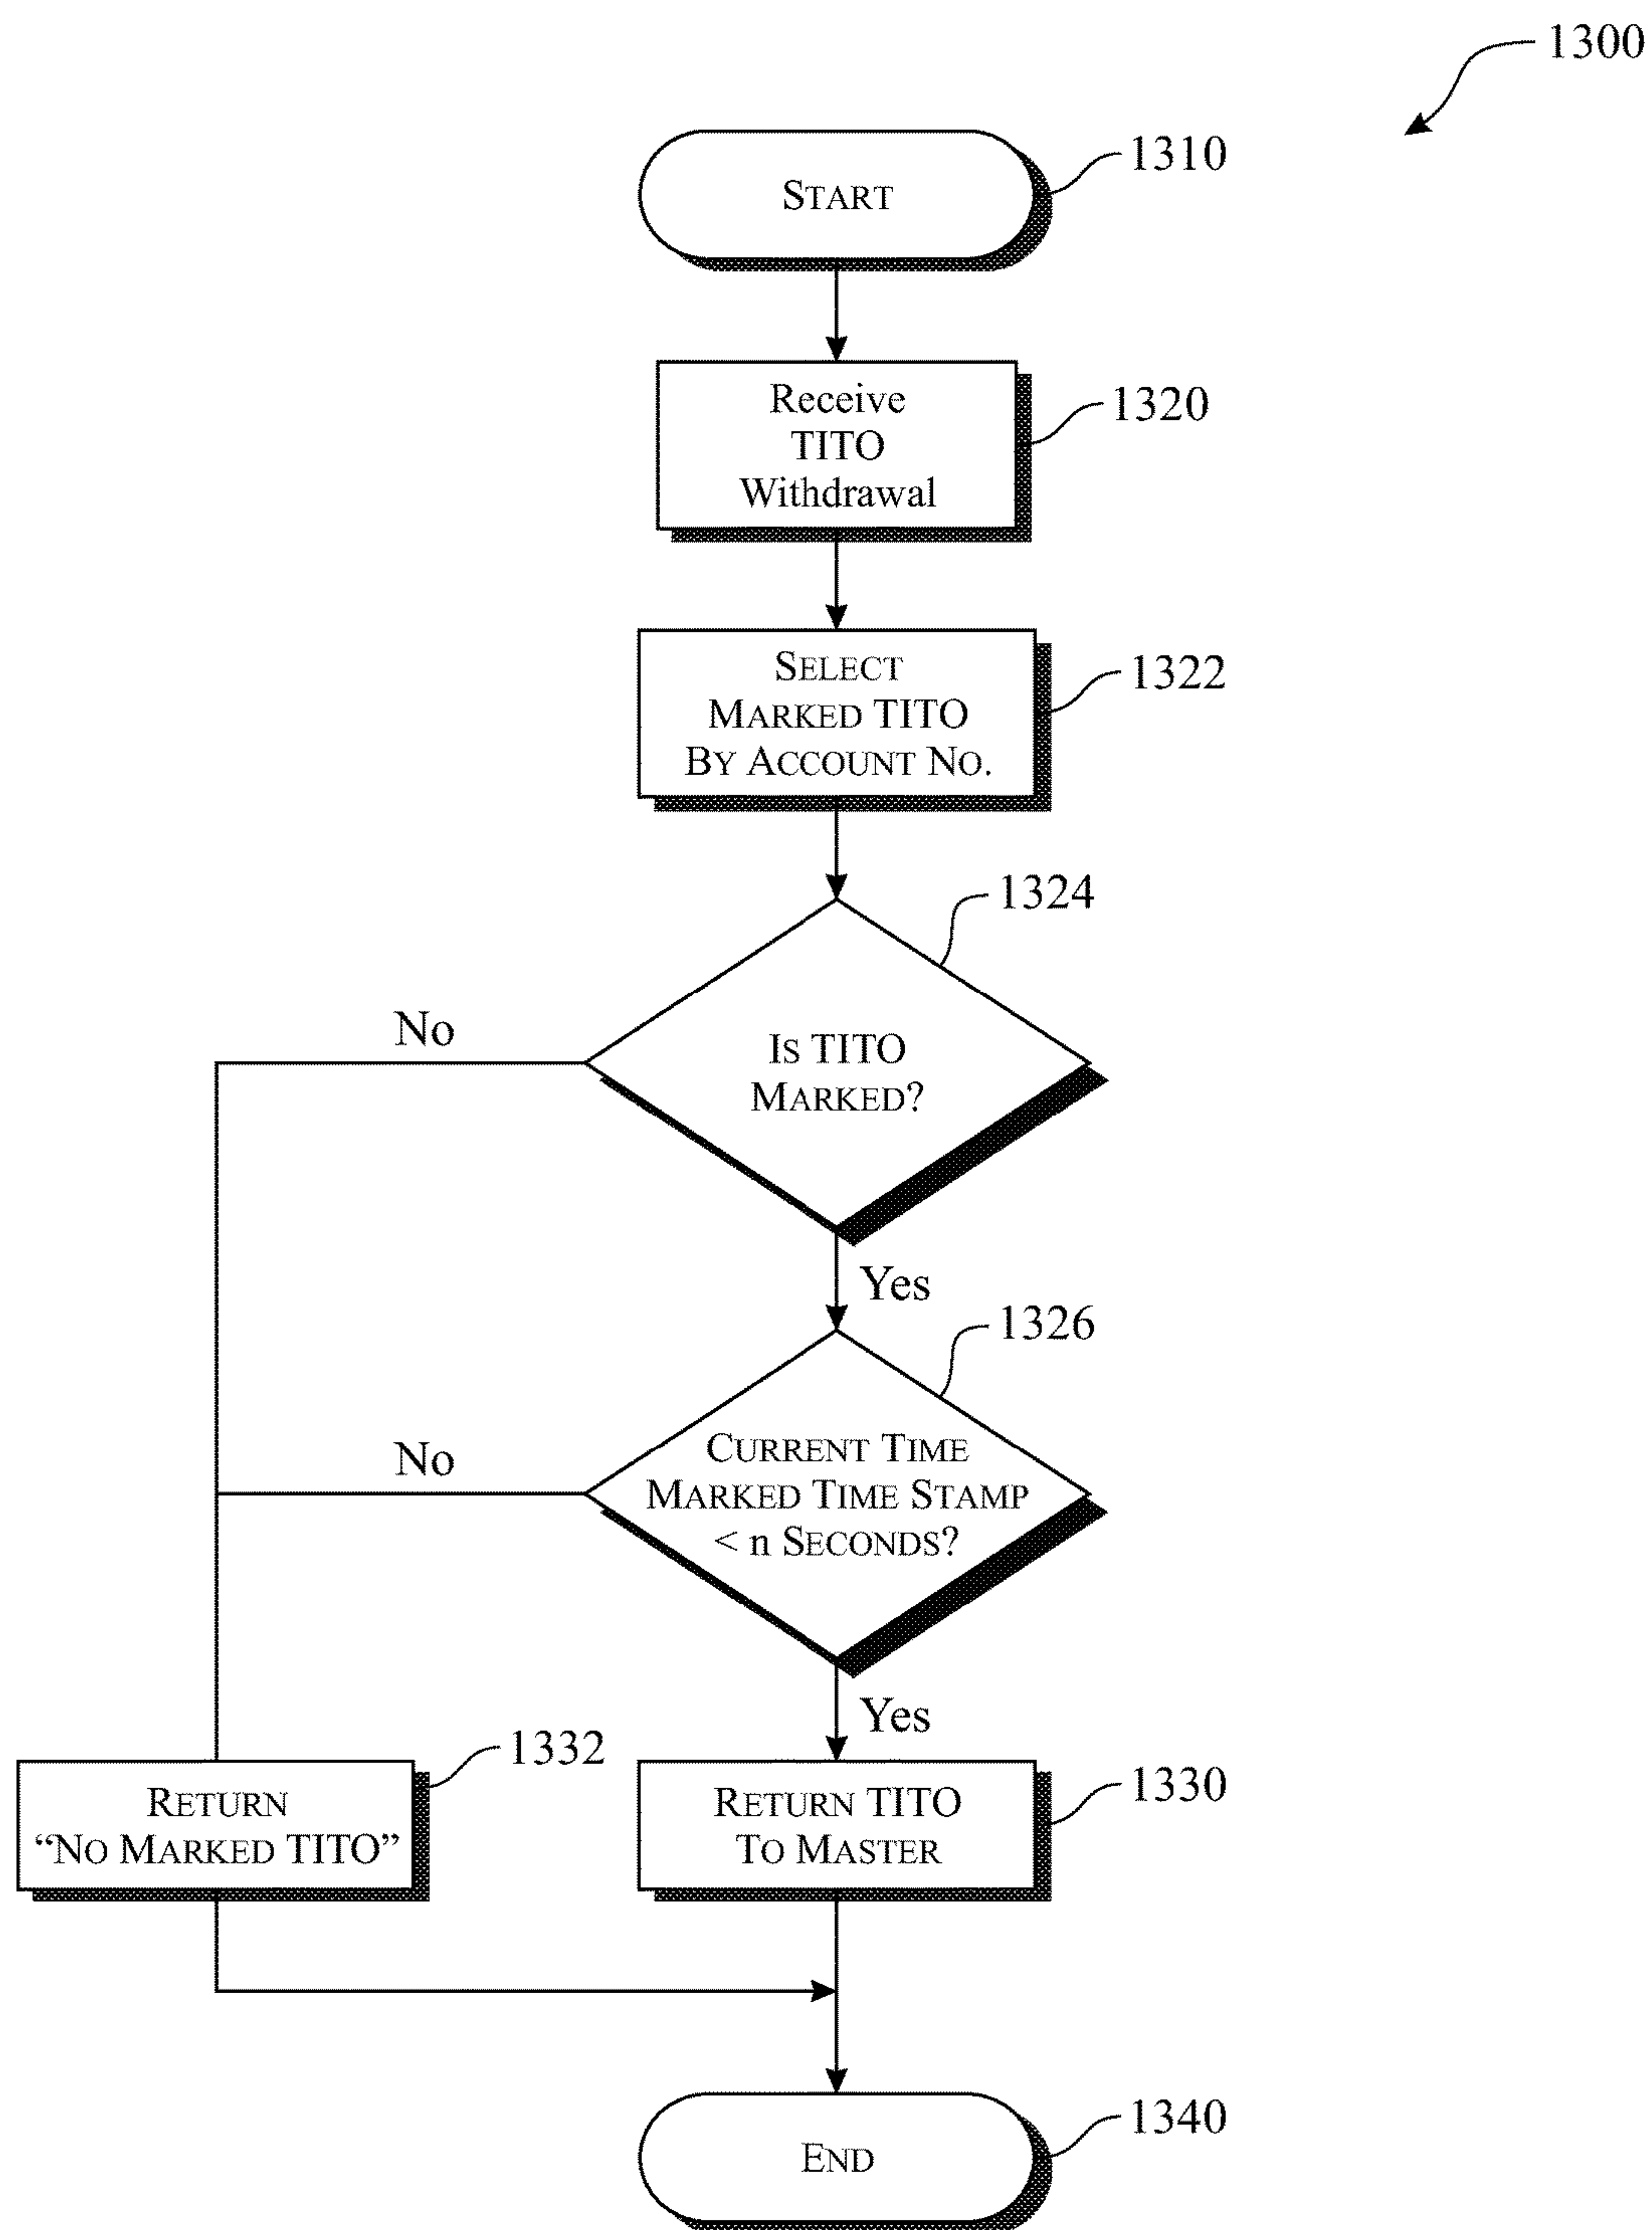 1300
START
1310
Receive
TITO
Withdrawal
1320
SELECT
MARKED TITO
BY ACCOUNT NO.
1322
1324
IS TITO
MARKED?
No
Yes
1326
CURRENT TIME
MARKED TIME STAMP
< n SECONDS?
No
Yes
1332
RETURN
“NO MARKED TITO”
RETURN TITO
TO MASTER
1330
END
1340